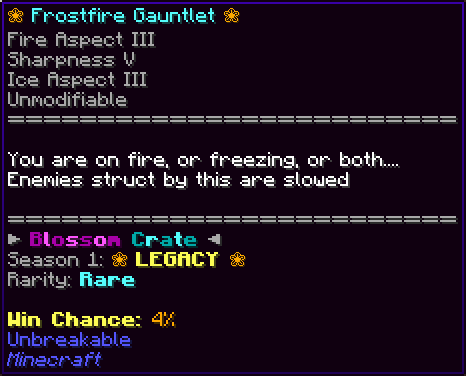 ❀ Frostfire Gauntlet ❀
Fire Aspect III
Sharpness V
Ice Aspect III
Unmodifiable
==============================
You are on fire, or freezing, or both....
Enemies struct by this are slowed
==============================
► Blossom Crate ◄
Season 1: ❀ LEGACY ❀
Rarity: Rare
Win Chance: 4%
Unbreakable
Minecraft